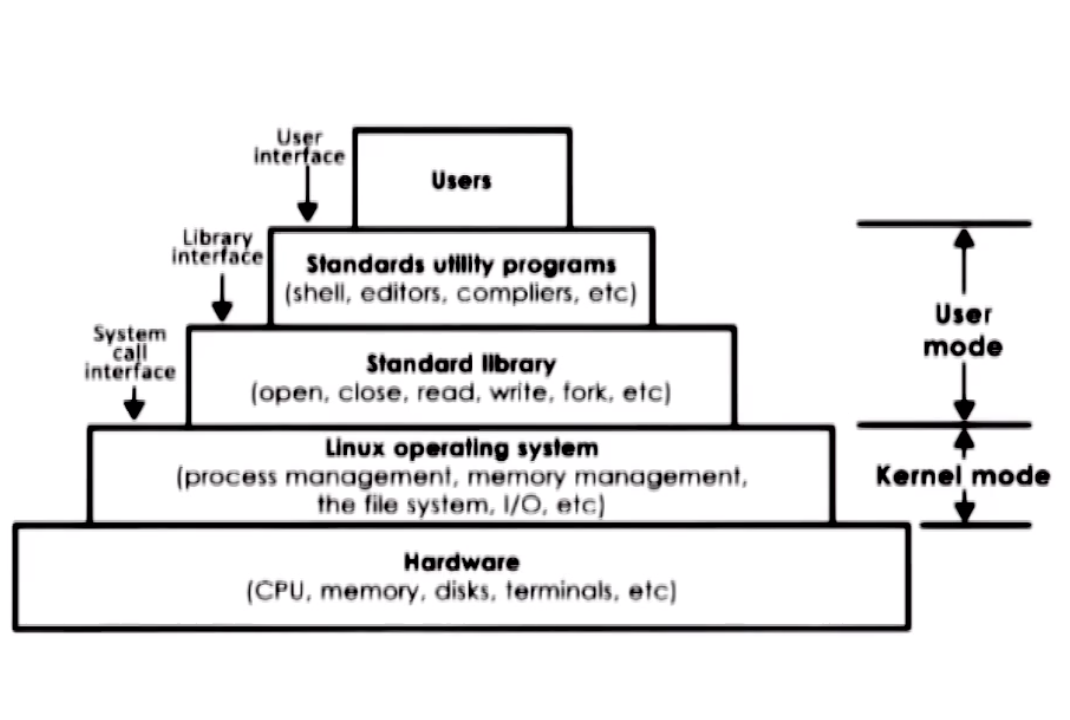 User
interface
Users
Library
interface
Standards utility programs
(shell, editors, compliers, etc)
System
call
interface
Standard library
(open, close, read, write, fork, etc)
User
mode
Linux operating system
(process management, memory management,
the file system, I/O, etc)
Kernel mode
Hardware
(CPU, memory, disks, terminals, etc)